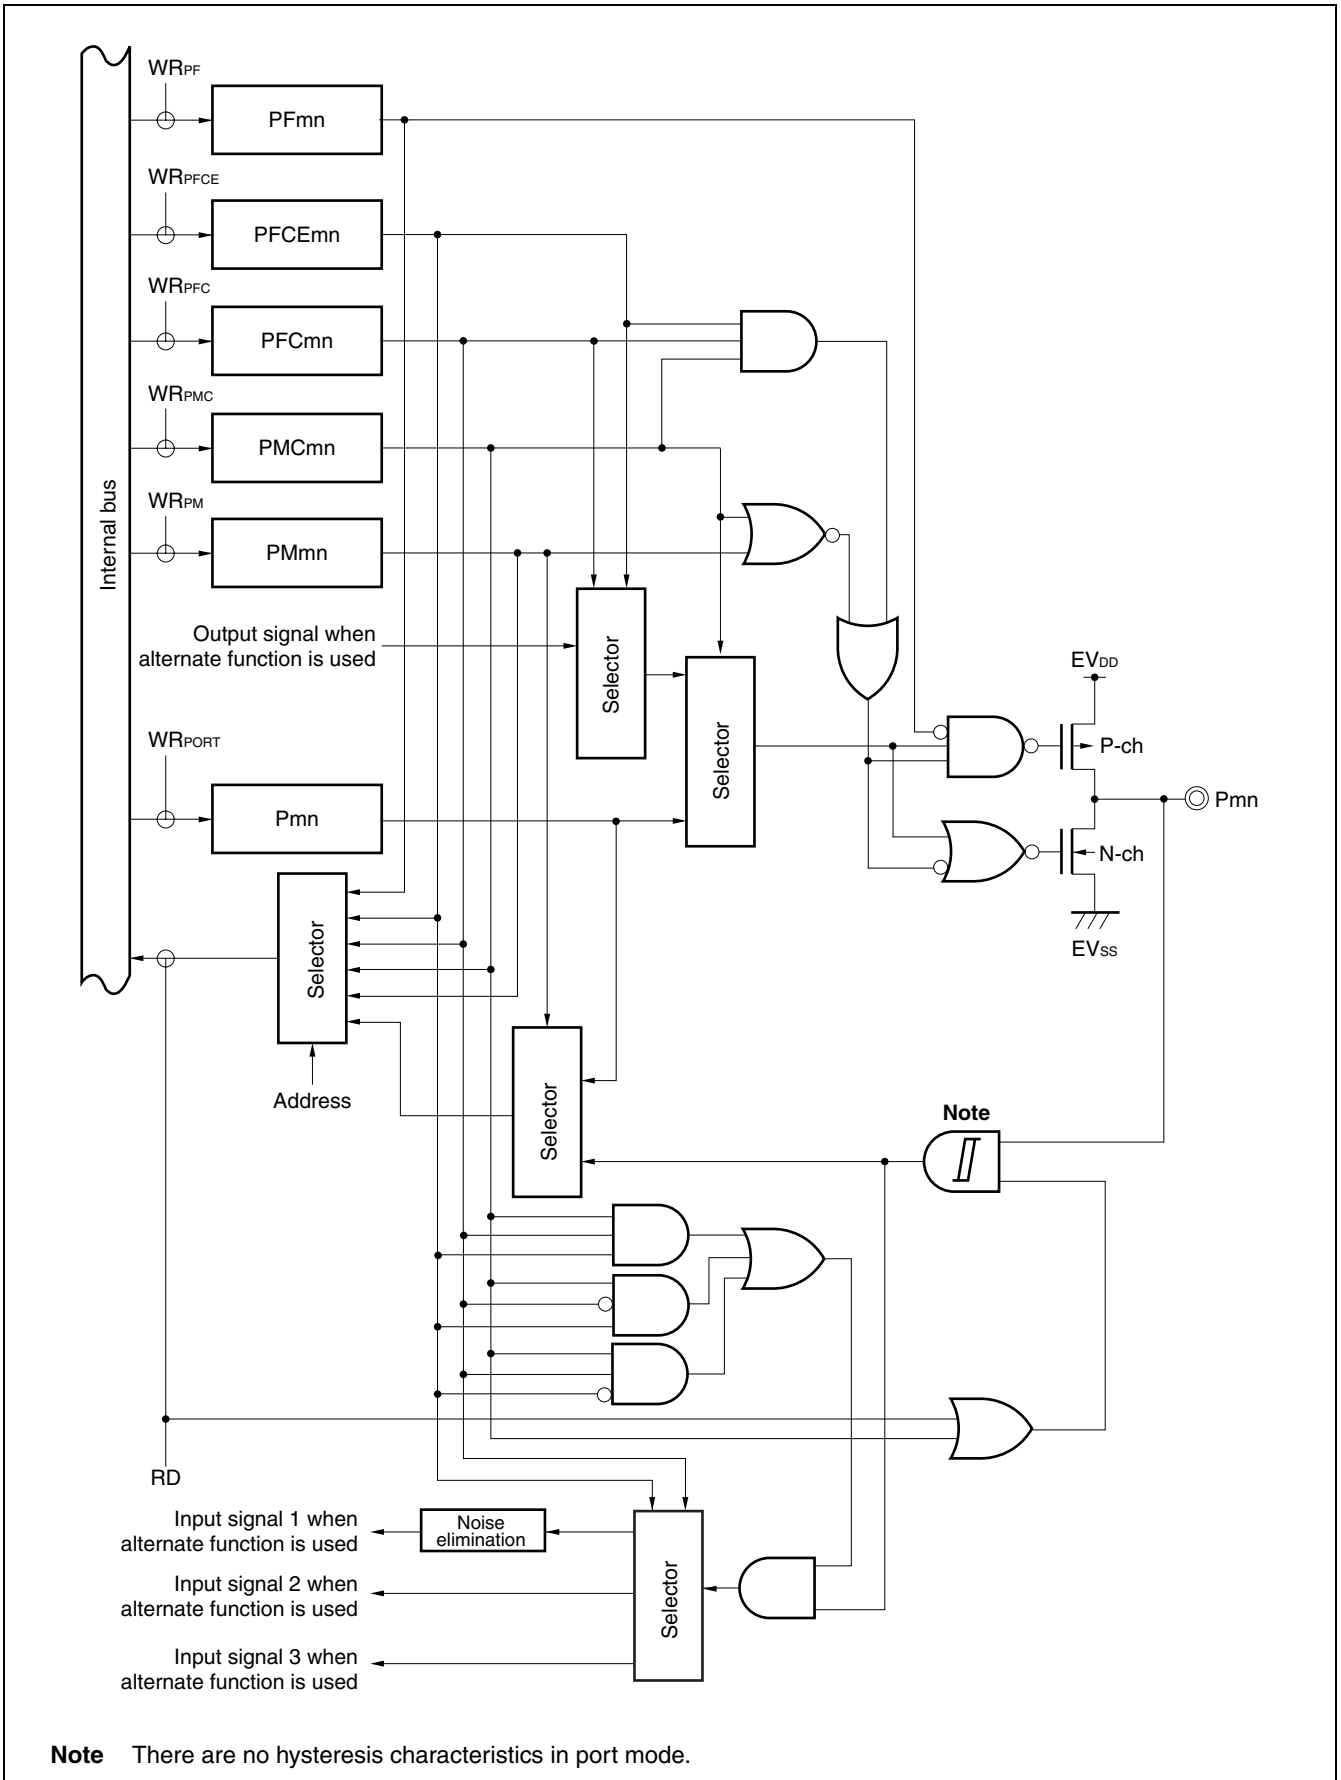 WRPF
PFmn
WRPFCE
PFCEmn
WRPFC
PFCmn
WRPMC
PMCmn
WRPM
PMmn
Internal bus
Output signal when
alternate function is used
Selector
Selector
EVDD
P-ch
WRPORT
Pmn
Pmn
N-ch
EVSS
Selector
Address
Selector
Note
RD
Input signal 1 when
alternate function is used
Noise
elimination
Input signal 2 when
alternate function is used
Selector
Input signal 3 when
alternate function is used
Note There are no hysteresis characteristics in port mode.